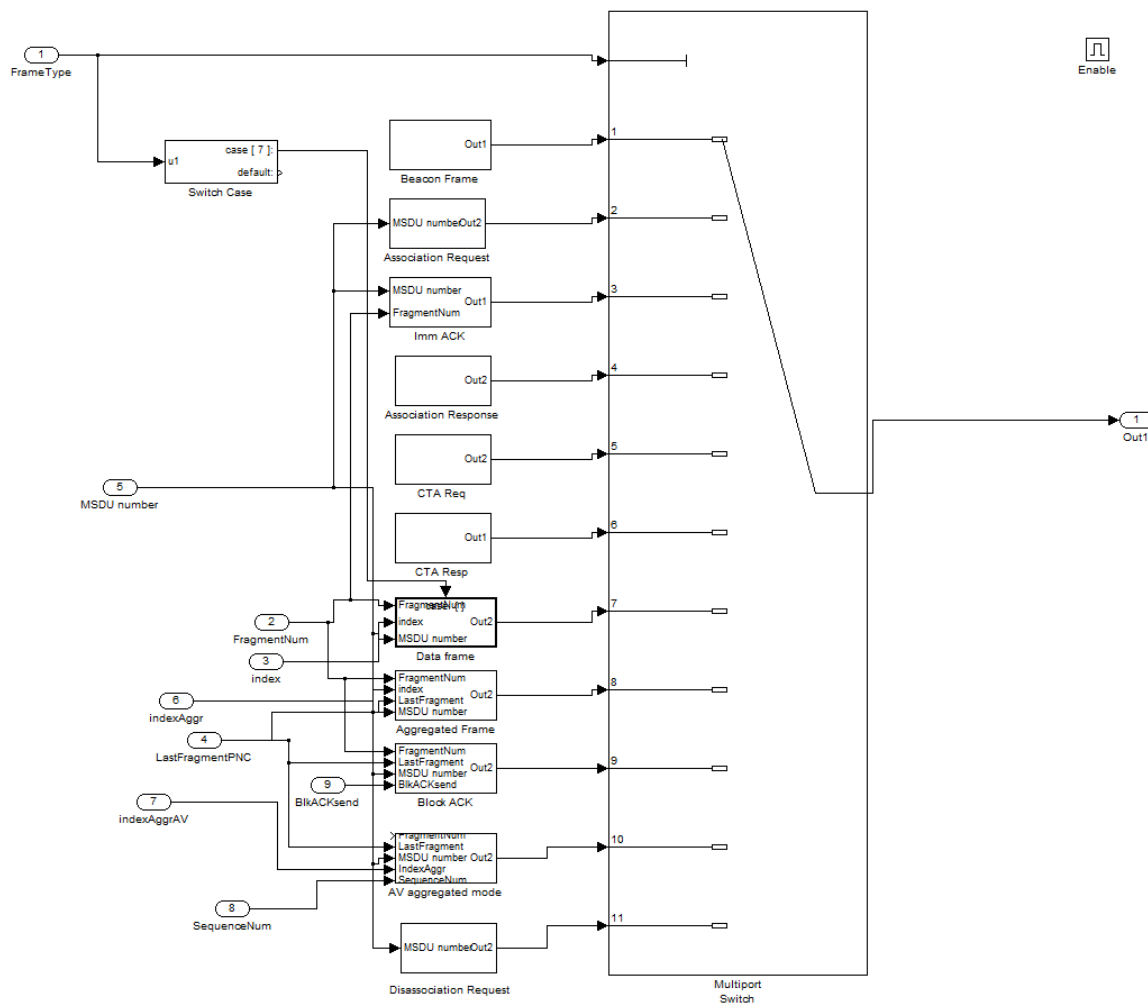 1
FrameType
Enable
u1
case [ 7 ]:
default:
Switch Case
Out1
Beacon Frame
1
MSDU number
Out2
Association Request
2
MSDU number
FragmentNum
Out1
Imm ACK
3
Out2
Association Response
4
Out2
CTA Req
5
5
MSDU number
Out1
CTA Resp
6
1
Out1
2
FragmentNum
3
index
FragmentNum
index
MSDU number
Out2
Data frame
7
6
indexAggr
4
LastFragmentPNC
FragmentNum
index
LastFragment
MSDU number
Out2
Aggregated Frame
8
9
BlkACKsend
FragmentNum
LastFragment
MSDU number
BlkACKsend
Out2
Block ACK
9
7
indexAggrAV
8
SequenceNum
FragmentNum
LastFragment
MSDU number
IndexAggr
SequenceNum
Out2
AV aggregated mode
10
MSDU number
Out2
Disassociation Request
11
Multiport
Switch